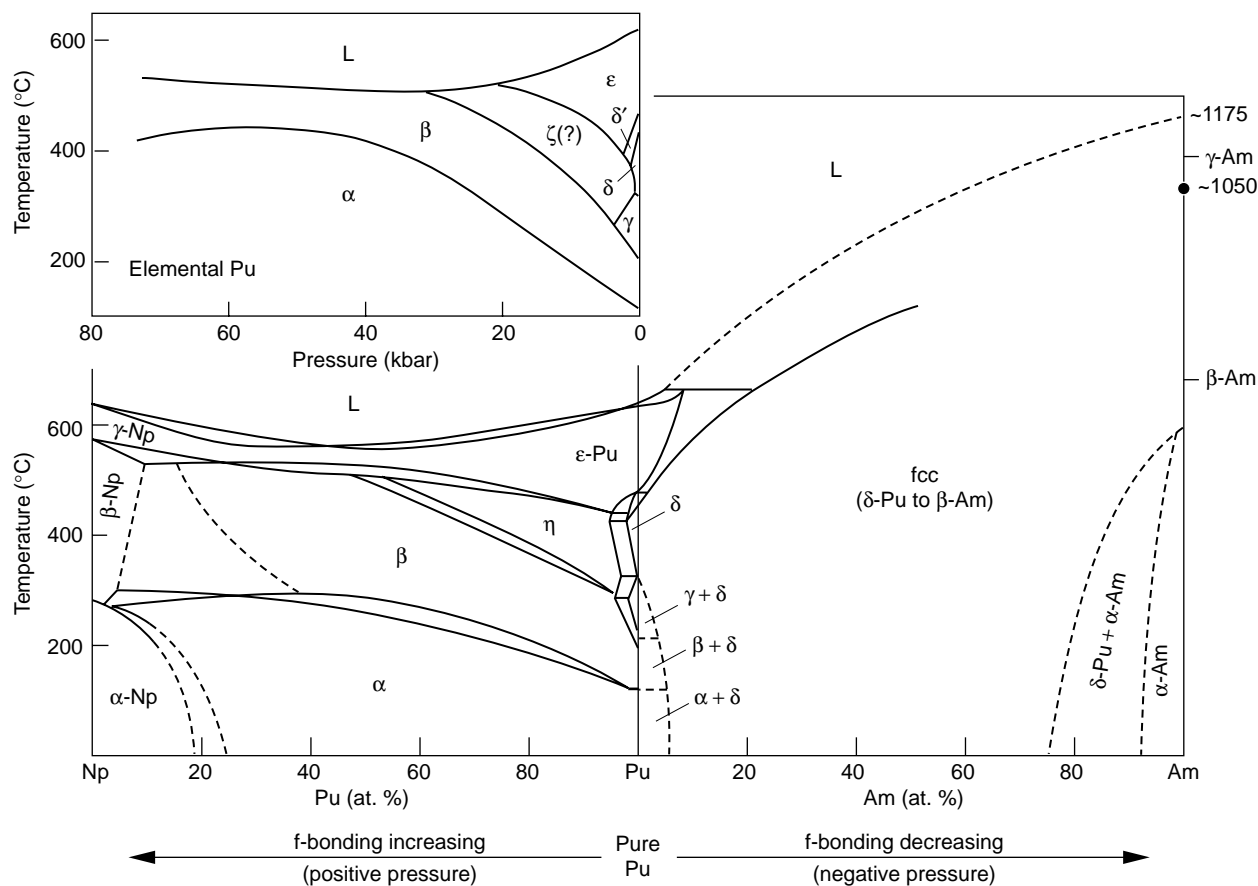 600
400
200
Temperature (°C)
L
ε
δ′
ζ(?)
β
δ
α
γ
Elemental Pu
80
60
40
20
0
Pressure (kbar)
~1175
γ-Am
~1050
β-Am
L
fcc
(δ-Pu to β-Am)
δ-Pu + α-Am
α-Am
600
400
200
Temperature (°C)
L
γ-Np
β-Np
ε-Pu
η
δ
β
γ + δ
β + δ
α + δ
α-Np
α
Np
20
40
60
80
Pu
20
40
60
80
Am
Pu (at. %)
Am (at. %)
f-bonding increasing
(positive pressure)
Pure
Pu
f-bonding decreasing
(negative pressure)